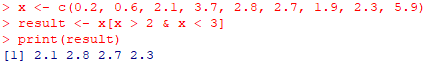 > x <- c(0.2, 0.6, 2.1, 3.7, 2.8, 2.7, 1.9, 2.3, 5.9)
> result <- x[x > 2 & x < 3]
> print(result)
[1] 2.1 2.8 2.7 2.3